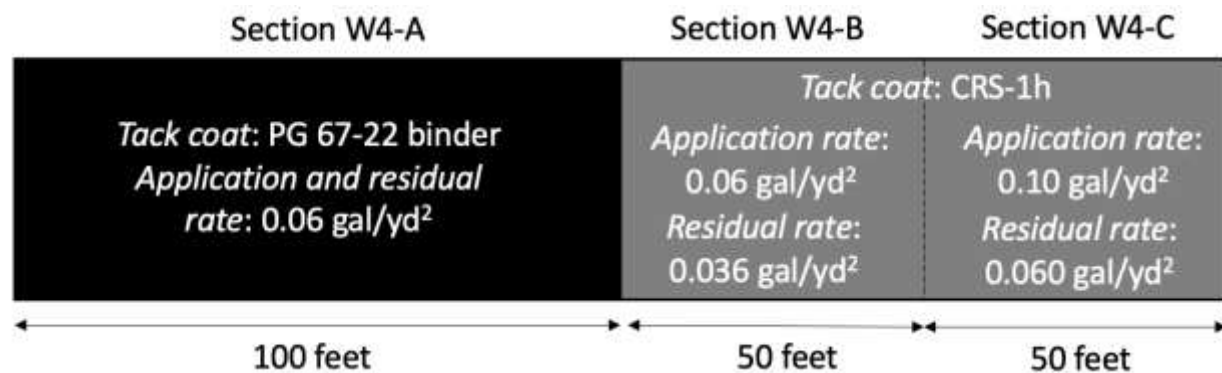 Section W4-A
Section W4-B
Section W4-C
Tack coat: PG 67-22 binder
Application and residual
rate: 0.06 gal/yd²
Tack coat: CRS-1h
Application rate:
0.06 gal/yd²
Residual rate:
0.036 gal/yd²
Application rate:
0.10 gal/yd²
Residual rate:
0.060 gal/yd²
100 feet
50 feet
50 feet